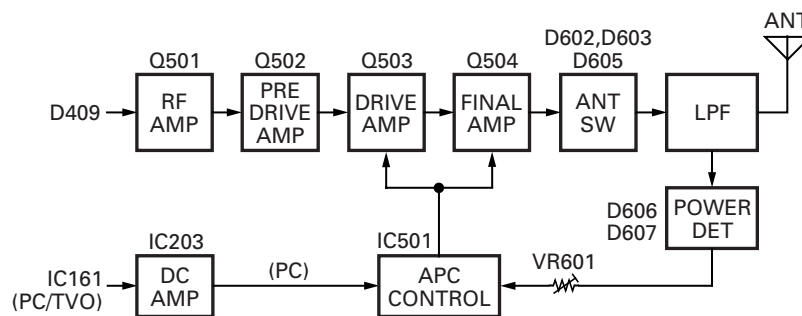 ANT
Q501
Q502
Q503
Q504
D602,D603
D605
D409
RF
AMP
PRE
DRIVE
AMP
DRIVE
AMP
FINAL
AMP
ANT
SW
LPF
D606
D607
POWER
DET
IC203
IC501
VR601
IC161
(PC/TVO)
DC
AMP
(PC)
APC
CONTROL